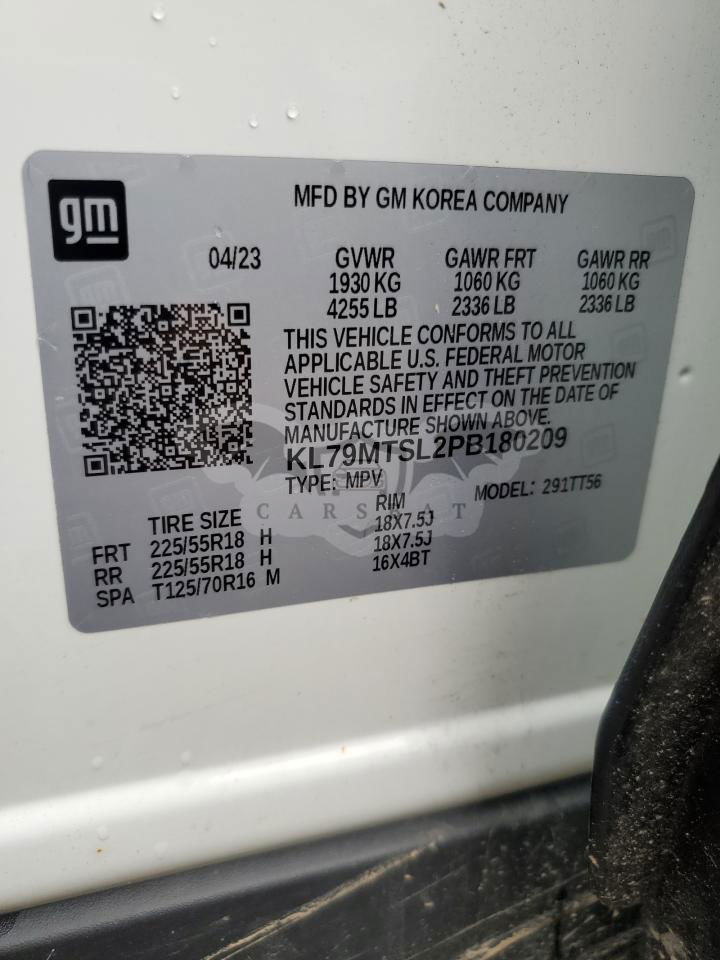 gm
MFD BY GM KOREA COMPANY
04/23 GVWR GAWR FRT GAWR RR
1930 KG 1060 KG 1060 KG
4255 LB 2336 LB 2336 LB
THIS VEHICLE CONFORMS TO ALL
APPLICABLE U.S. FEDERAL MOTOR
VEHICLE SAFETY AND THEFT PREVENTION
STANDARDS IN EFFECT ON THE DATE OF
MANUFACTURE SHOWN ABOVE.
KL79MTSL2PB180209
TYPE: MPV MODEL: 291TT56
CARSBAT
TIRE SIZE RIM
FRT 225/55R18 H 18X7.5J
RR 225/55R18 H 18X7.5J
SPA T125/70R16 M 16X4BT